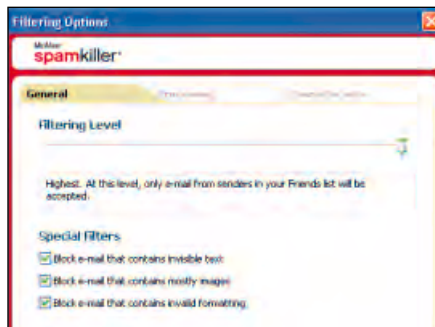 Filtering Options
McAfee
spamkiller
General
Filtering Level
Highest. At this level, only e-mail from senders in your Friends list will be
accepted.
Special Filters
Block e-mail that contains invisible text
Block e-mail that contains mostly images
Block e-mail that contains invalid formatting.